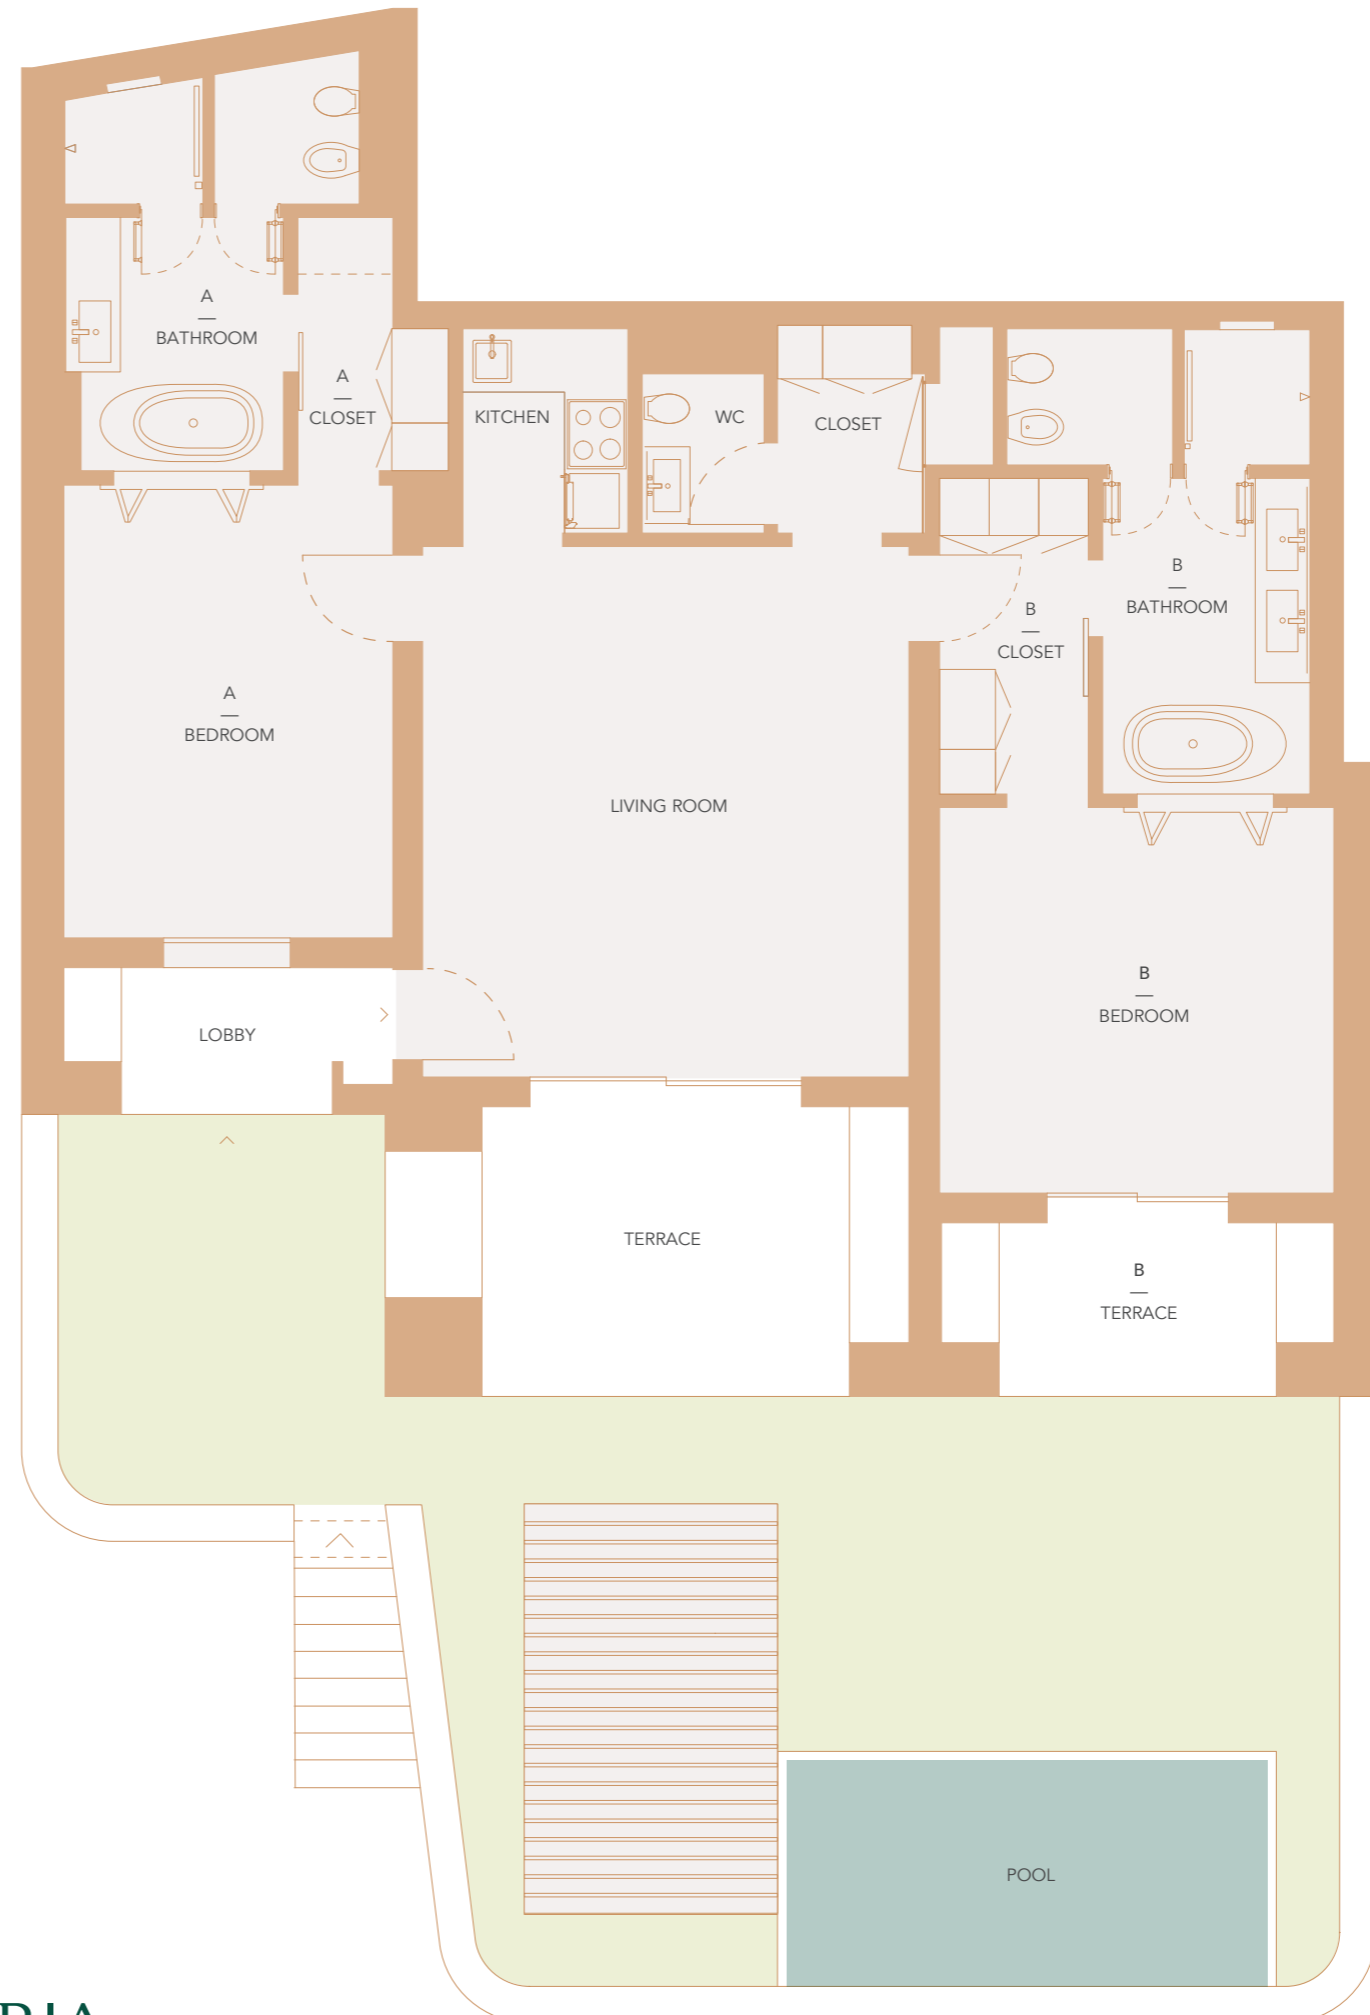 A
BATHROOM
A
CLOSET
KITCHEN
WC
CLOSET
B
BATHROOM
B
CLOSET
A
BEDROOM
LIVING ROOM
B
BEDROOM
LOBBY
TERRACE
B
TERRACE
POOL